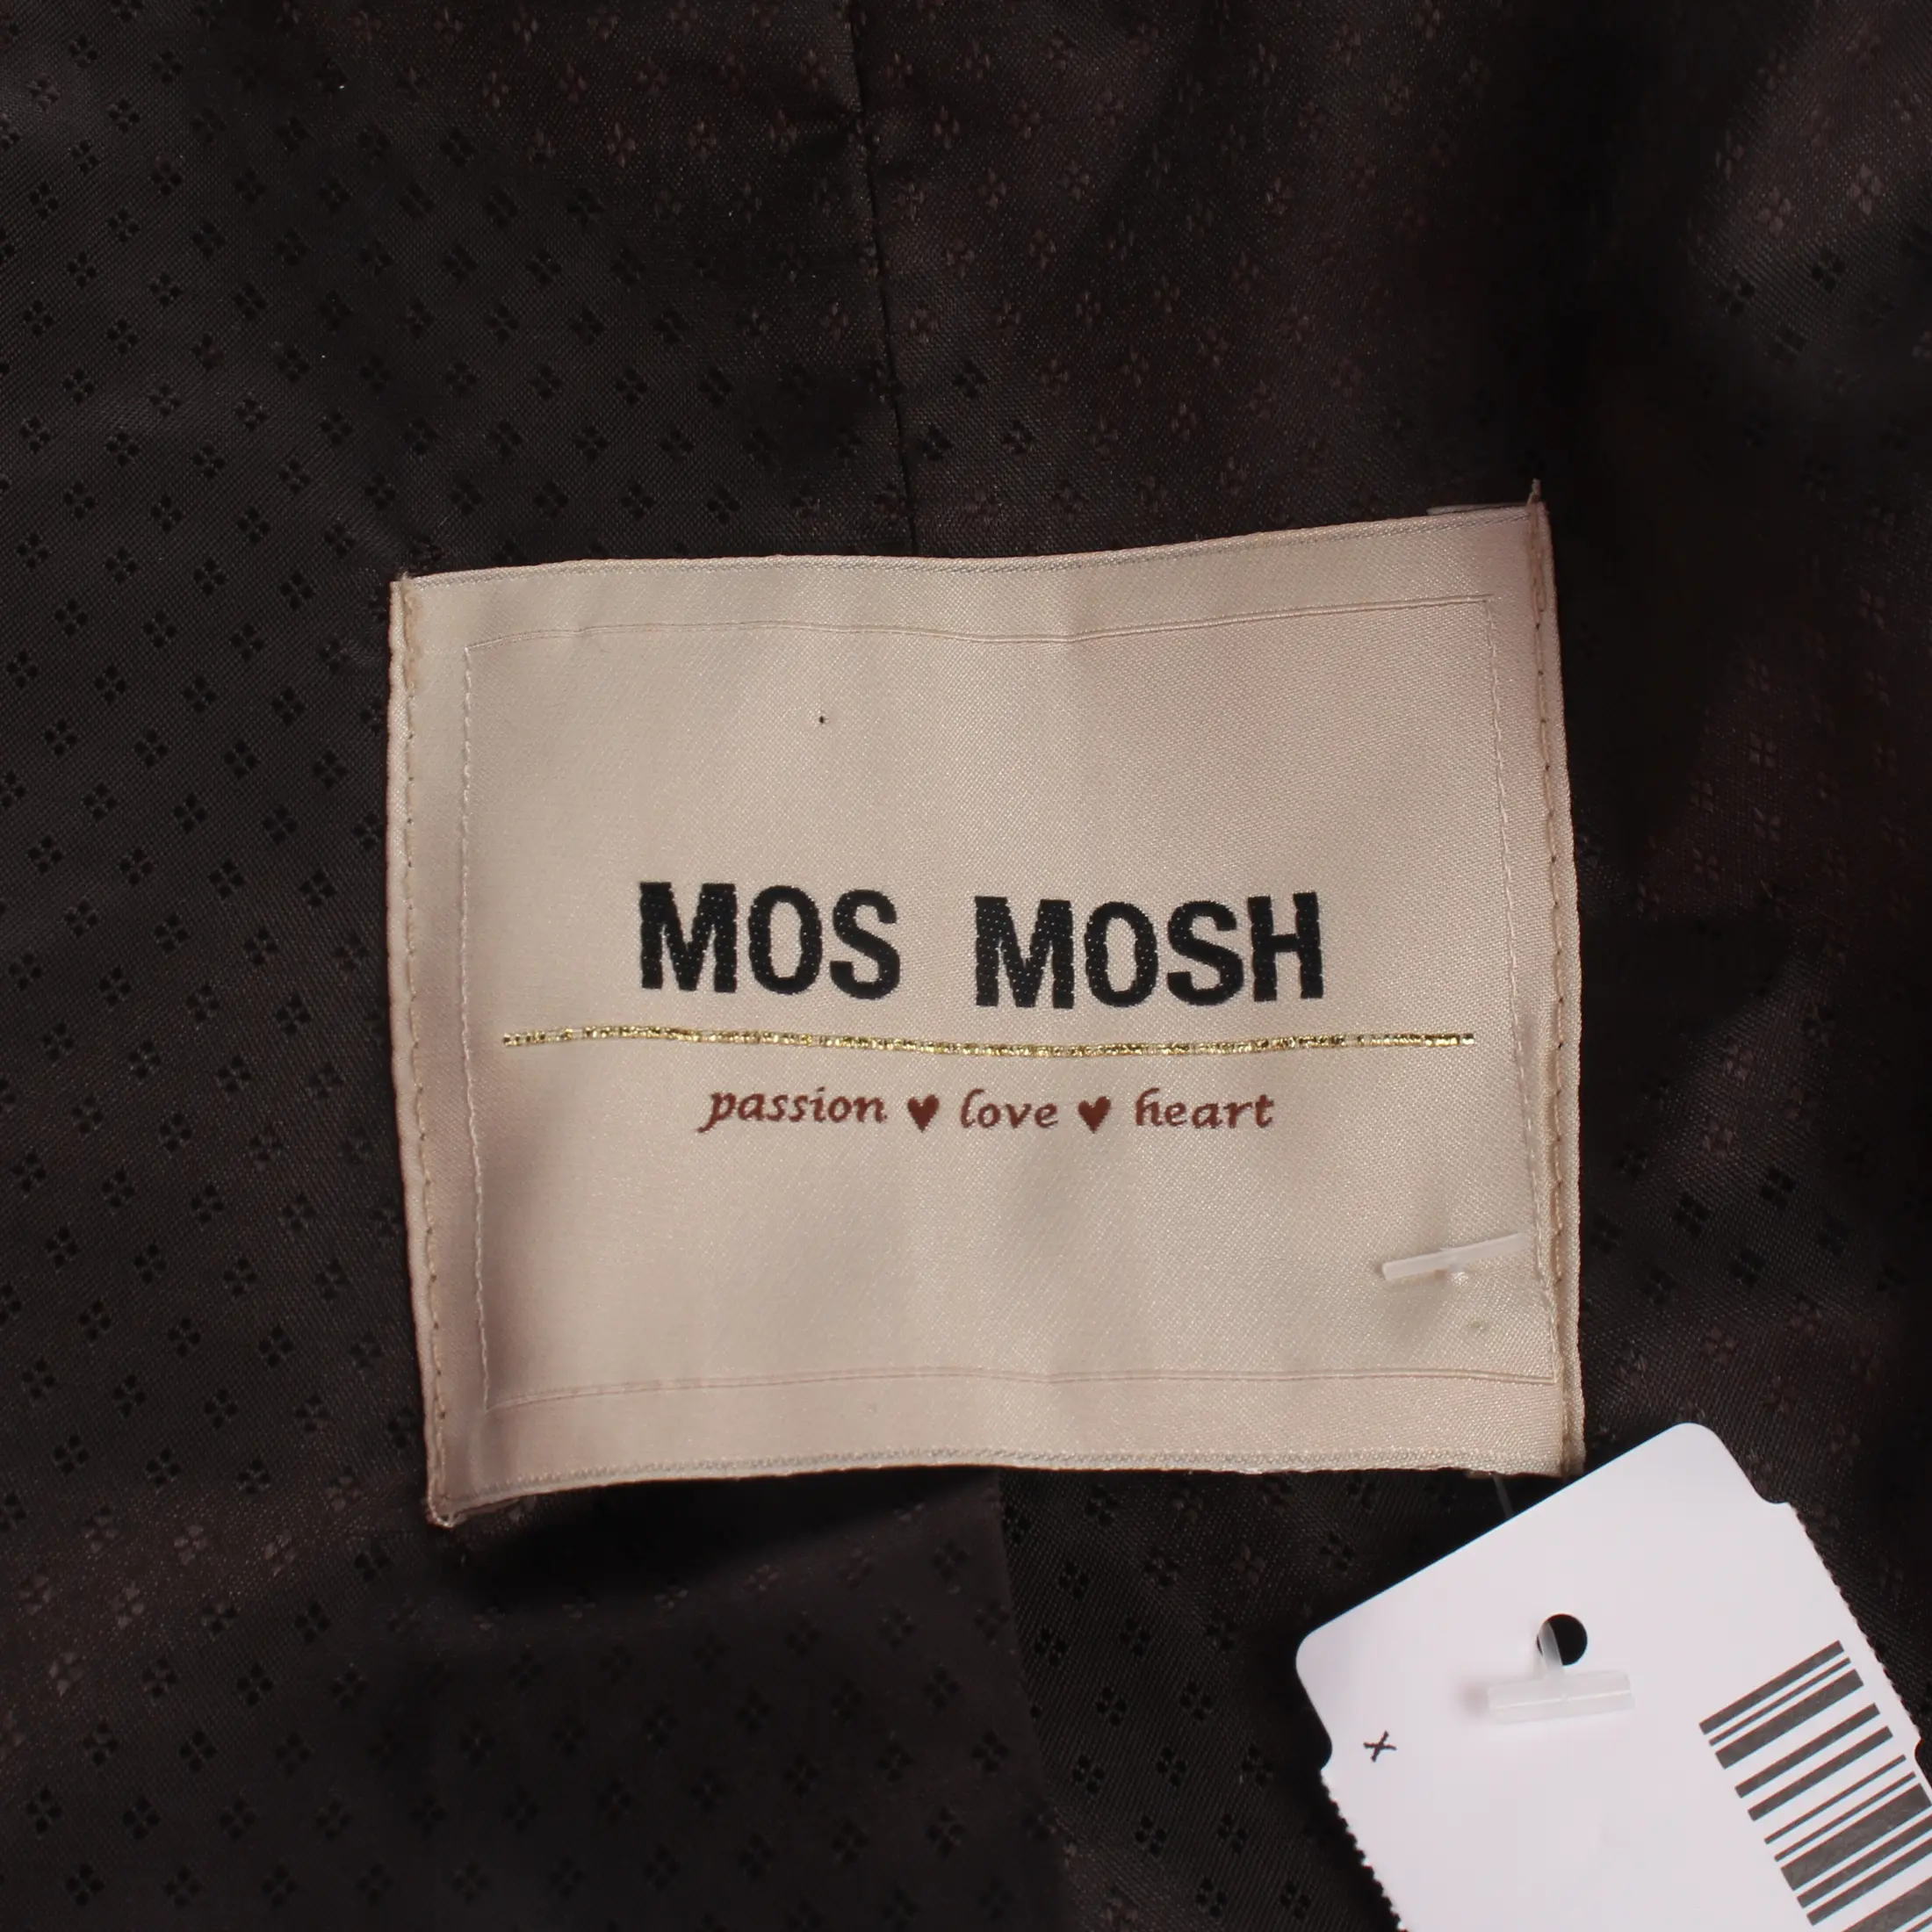 MOS MOSH
passion ♥ love ♥ heart
x